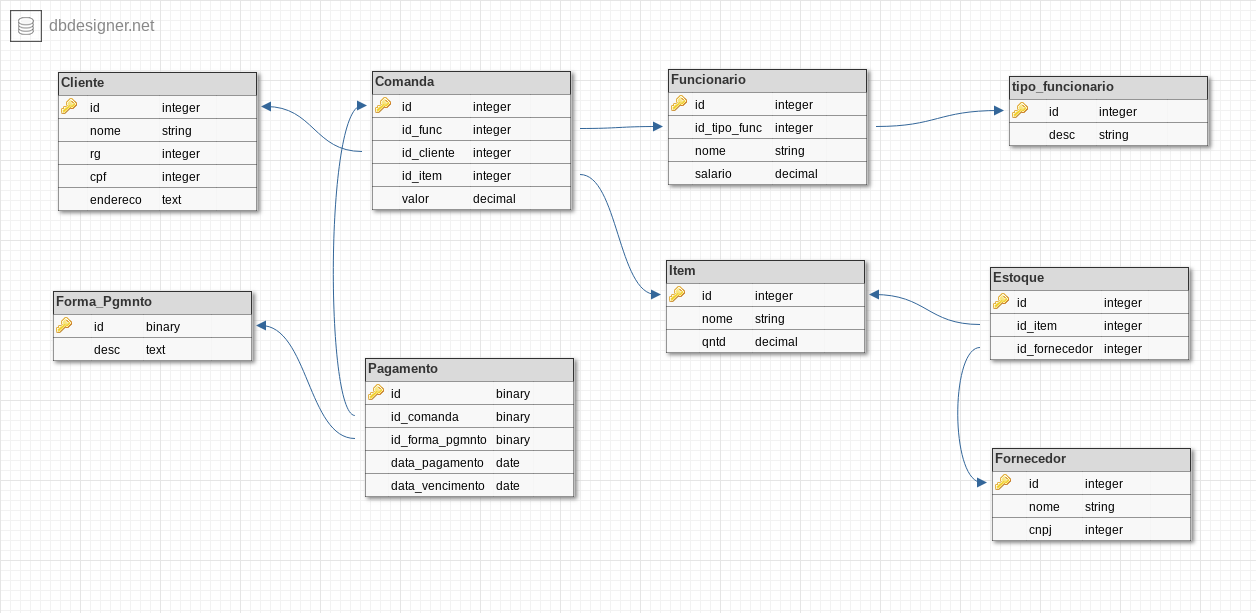 dbdesigner.net
Cliente
id integer
nome string
rg integer
cpf integer
endereco text
Comanda
id integer
id_func integer
id_cliente integer
id_item integer
valor decimal
Funcionario
id integer
id_tipo_func integer
nome string
salario decimal
tipo_funcionario
id integer
desc string
Forma_Pgmnto
id binary
desc text
Pagamento
id binary
id_comanda binary
id_forma_pgmnto binary
data_pagamento date
data_vencimento date
Item
id integer
nome string
qntd decimal
Estoque
id integer
id_item integer
id_fornecedor integer
Fornecedor
id integer
nome string
cnpj integer